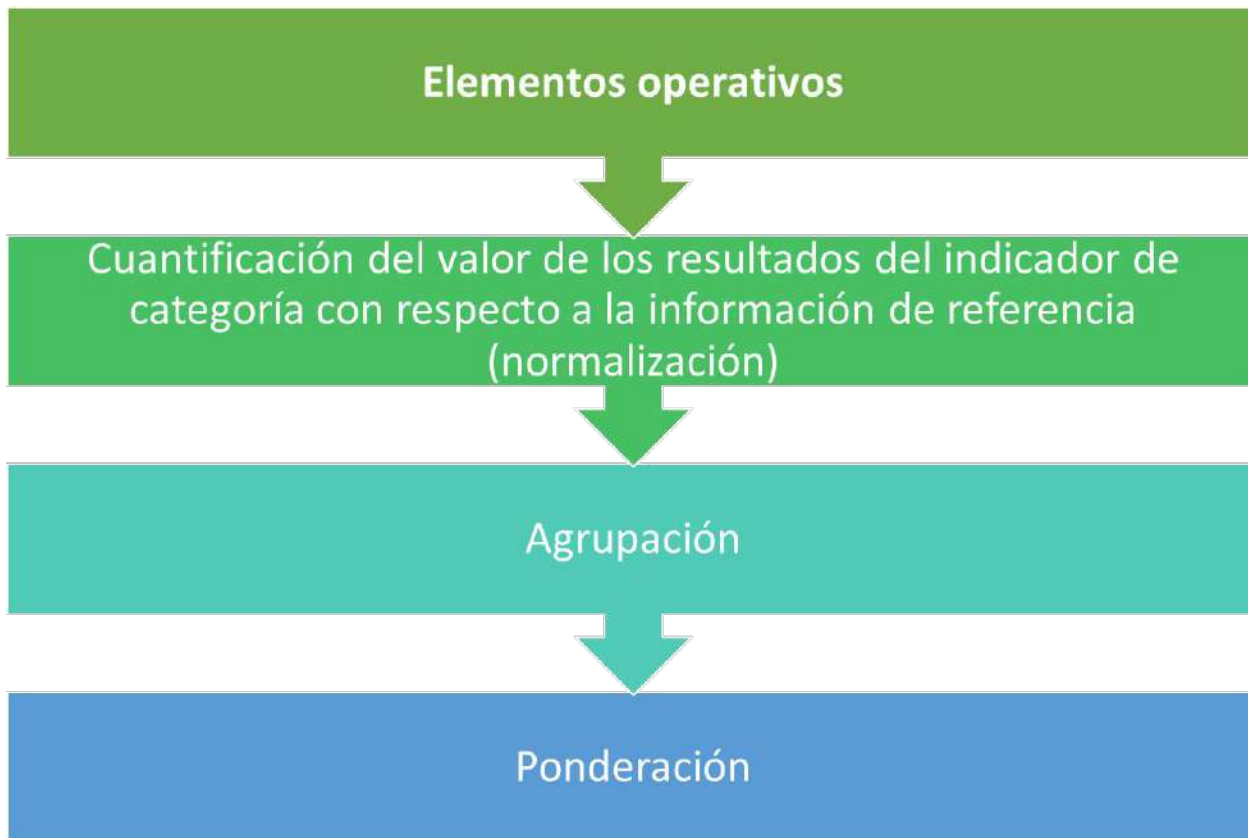 Elementos operativos
Cuantificación del valor de los resultados del indicador de
categoría con respecto a la información de referencia
(normalización)
Agrupación
Ponderación